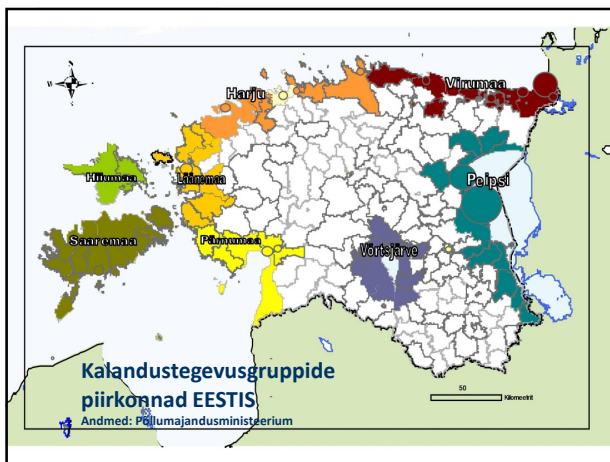 Harju
Virumaa
Hiiumaa
Läänemaa
Peipsi
Saaremaa
Pärnumaa
Võrtsjärve
Kalandustegevusgruppide
piirkonnad EESTIS
Andmed: Põllumajandusministeerium
50
Kilomeetrit